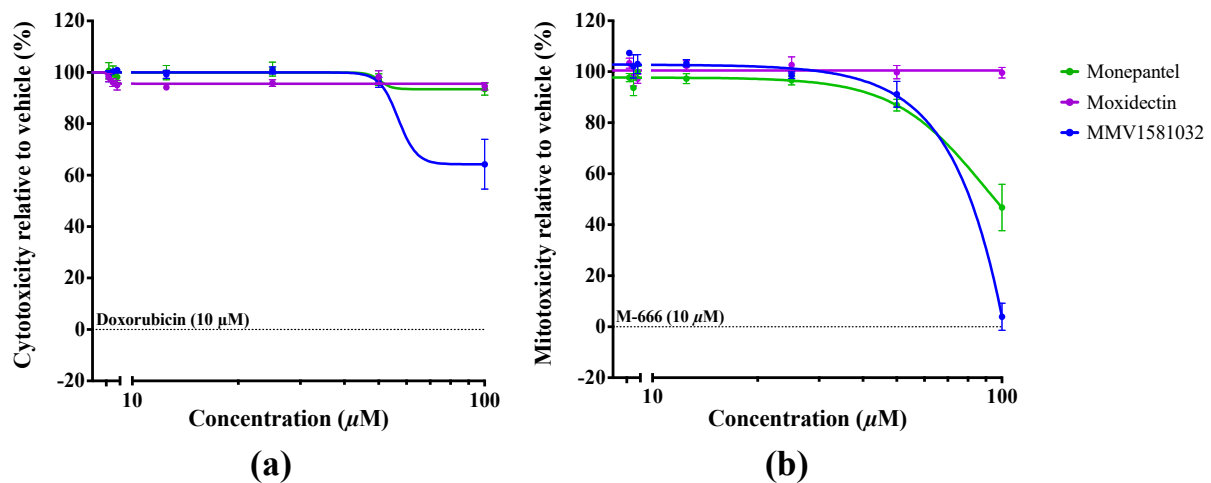 120
100
80
60
40
20
0
-20
Cytotoxicity relative to vehicle (%)
Doxorubicin (10 μM)
10
100
Concentration (μM)
(a)
120
100
80
60
40
20
0
-20
Mitotoxicity relative to vehicle (%)
M-666 (10 μM)
10
100
Concentration (μM)
(b)
Monepantel
Moxidectin
MMV1581032